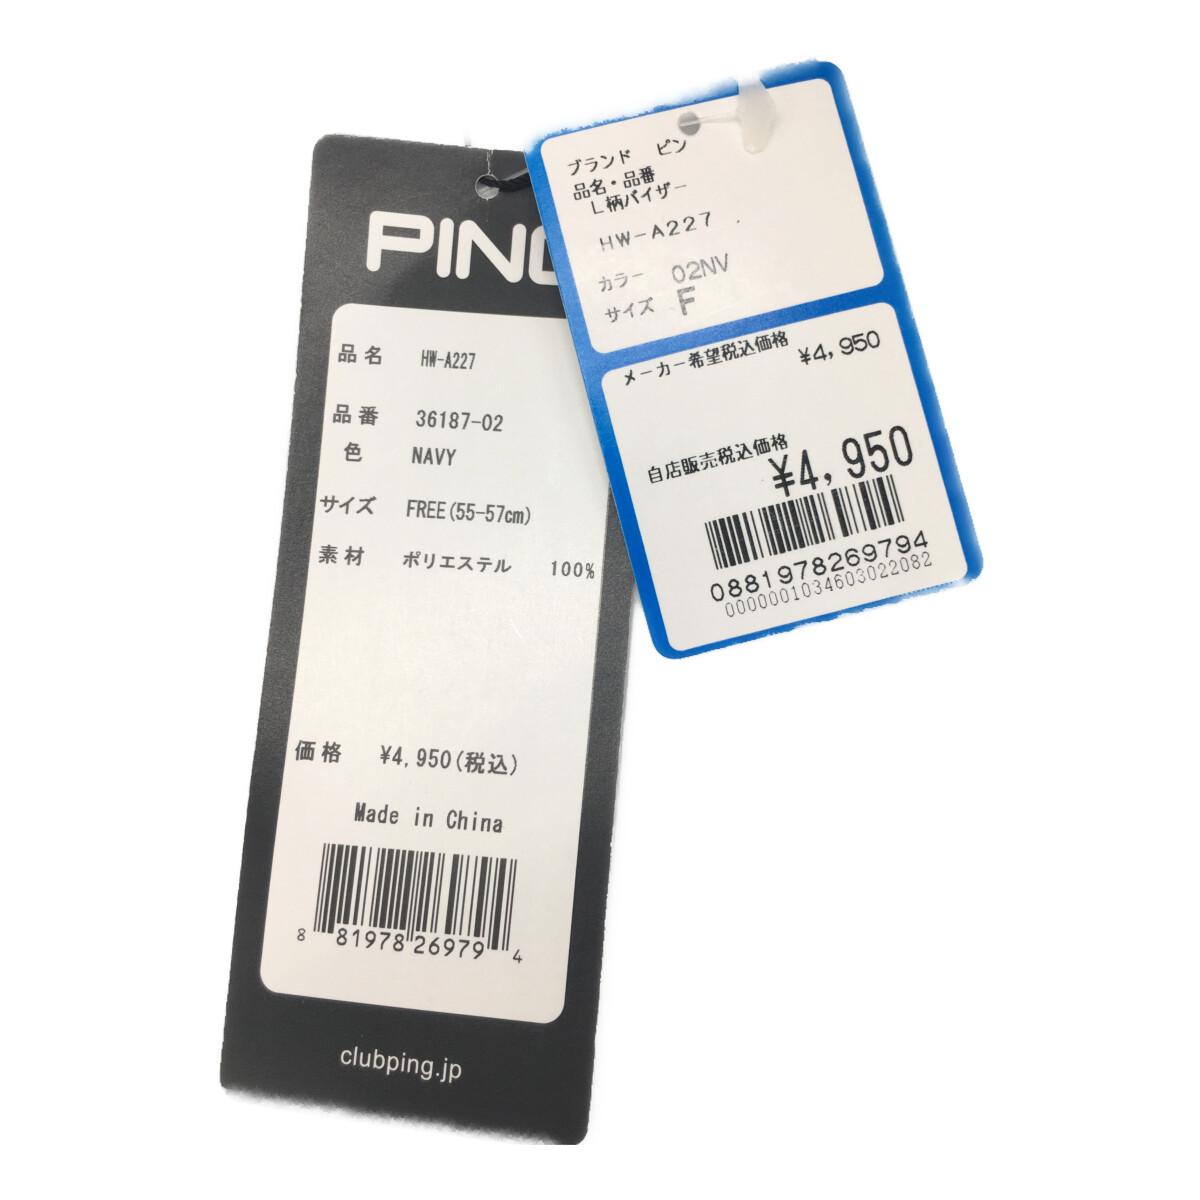 PING
品名 HW-A227
品番 36187-02
色 NAVY
サイズ FREE(55-57cm)
素材 ポリエステル 100%
価格 ¥4,950(税込)
Made in China
8 81978 26979 4
clubping.jp
ブランド ピン
品名・品番
L柄バイザー
HW-A227
カラー 02NV
サイズ F
メーカー希望税込価格 ¥4,950
自店販売税込価格
¥4,950
0881978269794
0000001034603022082